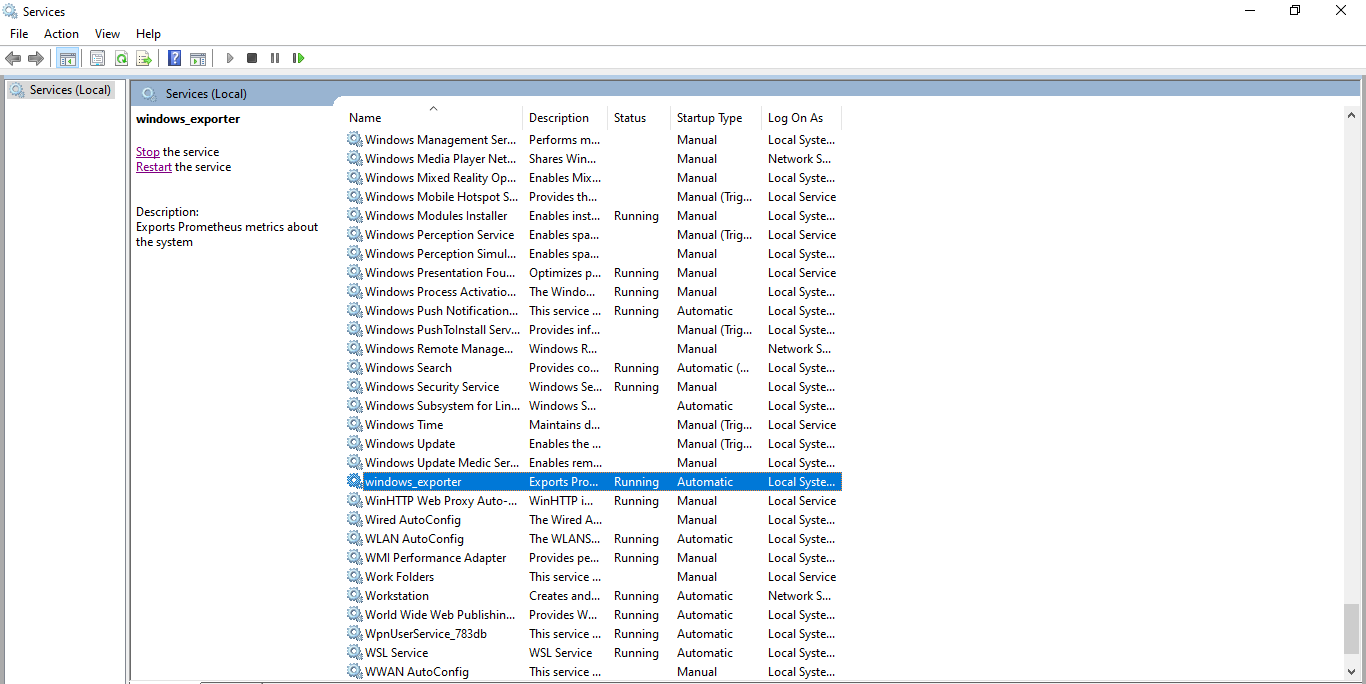 Services
File Action View Help
Services (Local)
Services (Local)
windows_exporter
Stop the service
Restart the service
Description:
Exports Prometheus metrics about
the system
Name Description Status Startup Type Log On As
Windows Management Ser... Performs m... Manual Local Syste...
Windows Media Player Net... Shares Win... Manual Network S...
Windows Mixed Reality Op... Enables Mix... Manual Local Syste...
Windows Mobile Hotspot S... Provides th... Manual (Trig... Local Service
Windows Modules Installer Enables inst... Running Manual Local Syste...
Windows Perception Service Enables spa... Manual (Trig... Local Service
Windows Perception Simul... Enables spa... Manual Local Syste...
Windows Presentation Fou... Optimizes p... Running Manual Local Service
Windows Process Activatio... The Windo... Running Manual Local Syste...
Windows Push Notification... This service ... Running Automatic Local Syste...
Windows PushToInstall Serv... Provides inf... Manual (Trig... Local Syste...
Windows Remote Manage... Windows R... Manual Network S...
Windows Search Provides co... Running Automatic (... Local Syste...
Windows Security Service Windows Se... Running Manual Local Syste...
Windows Subsystem for Lin... Windows S... Automatic Local Syste...
Windows Time Maintains d... Manual (Trig... Local Service
Windows Update Enables the ... Manual (Trig... Local Syste...
Windows Update Medic Ser... Enables rem... Manual Local Syste...
windows_exporter Exports Pro... Running Automatic Local Syste...
WinHTTP Web Proxy Auto-... WinHTTP i... Running Manual Local Service
Wired AutoConfig The Wired A... Manual Local Syste...
WLAN AutoConfig The WLANS... Running Automatic Local Syste...
WMI Performance Adapter Provides pe... Running Manual Local Syste...
Work Folders This service ... Manual Local Service
Workstation Creates and... Running Automatic Network S...
World Wide Web Publishin... Provides W... Running Automatic Local Syste...
WpnUserService_783db This service ... Running Automatic Local Syste...
WSL Service WSL Service Running Automatic Local Syste...
WWAN AutoConfig This service ... Manual Local Syste...